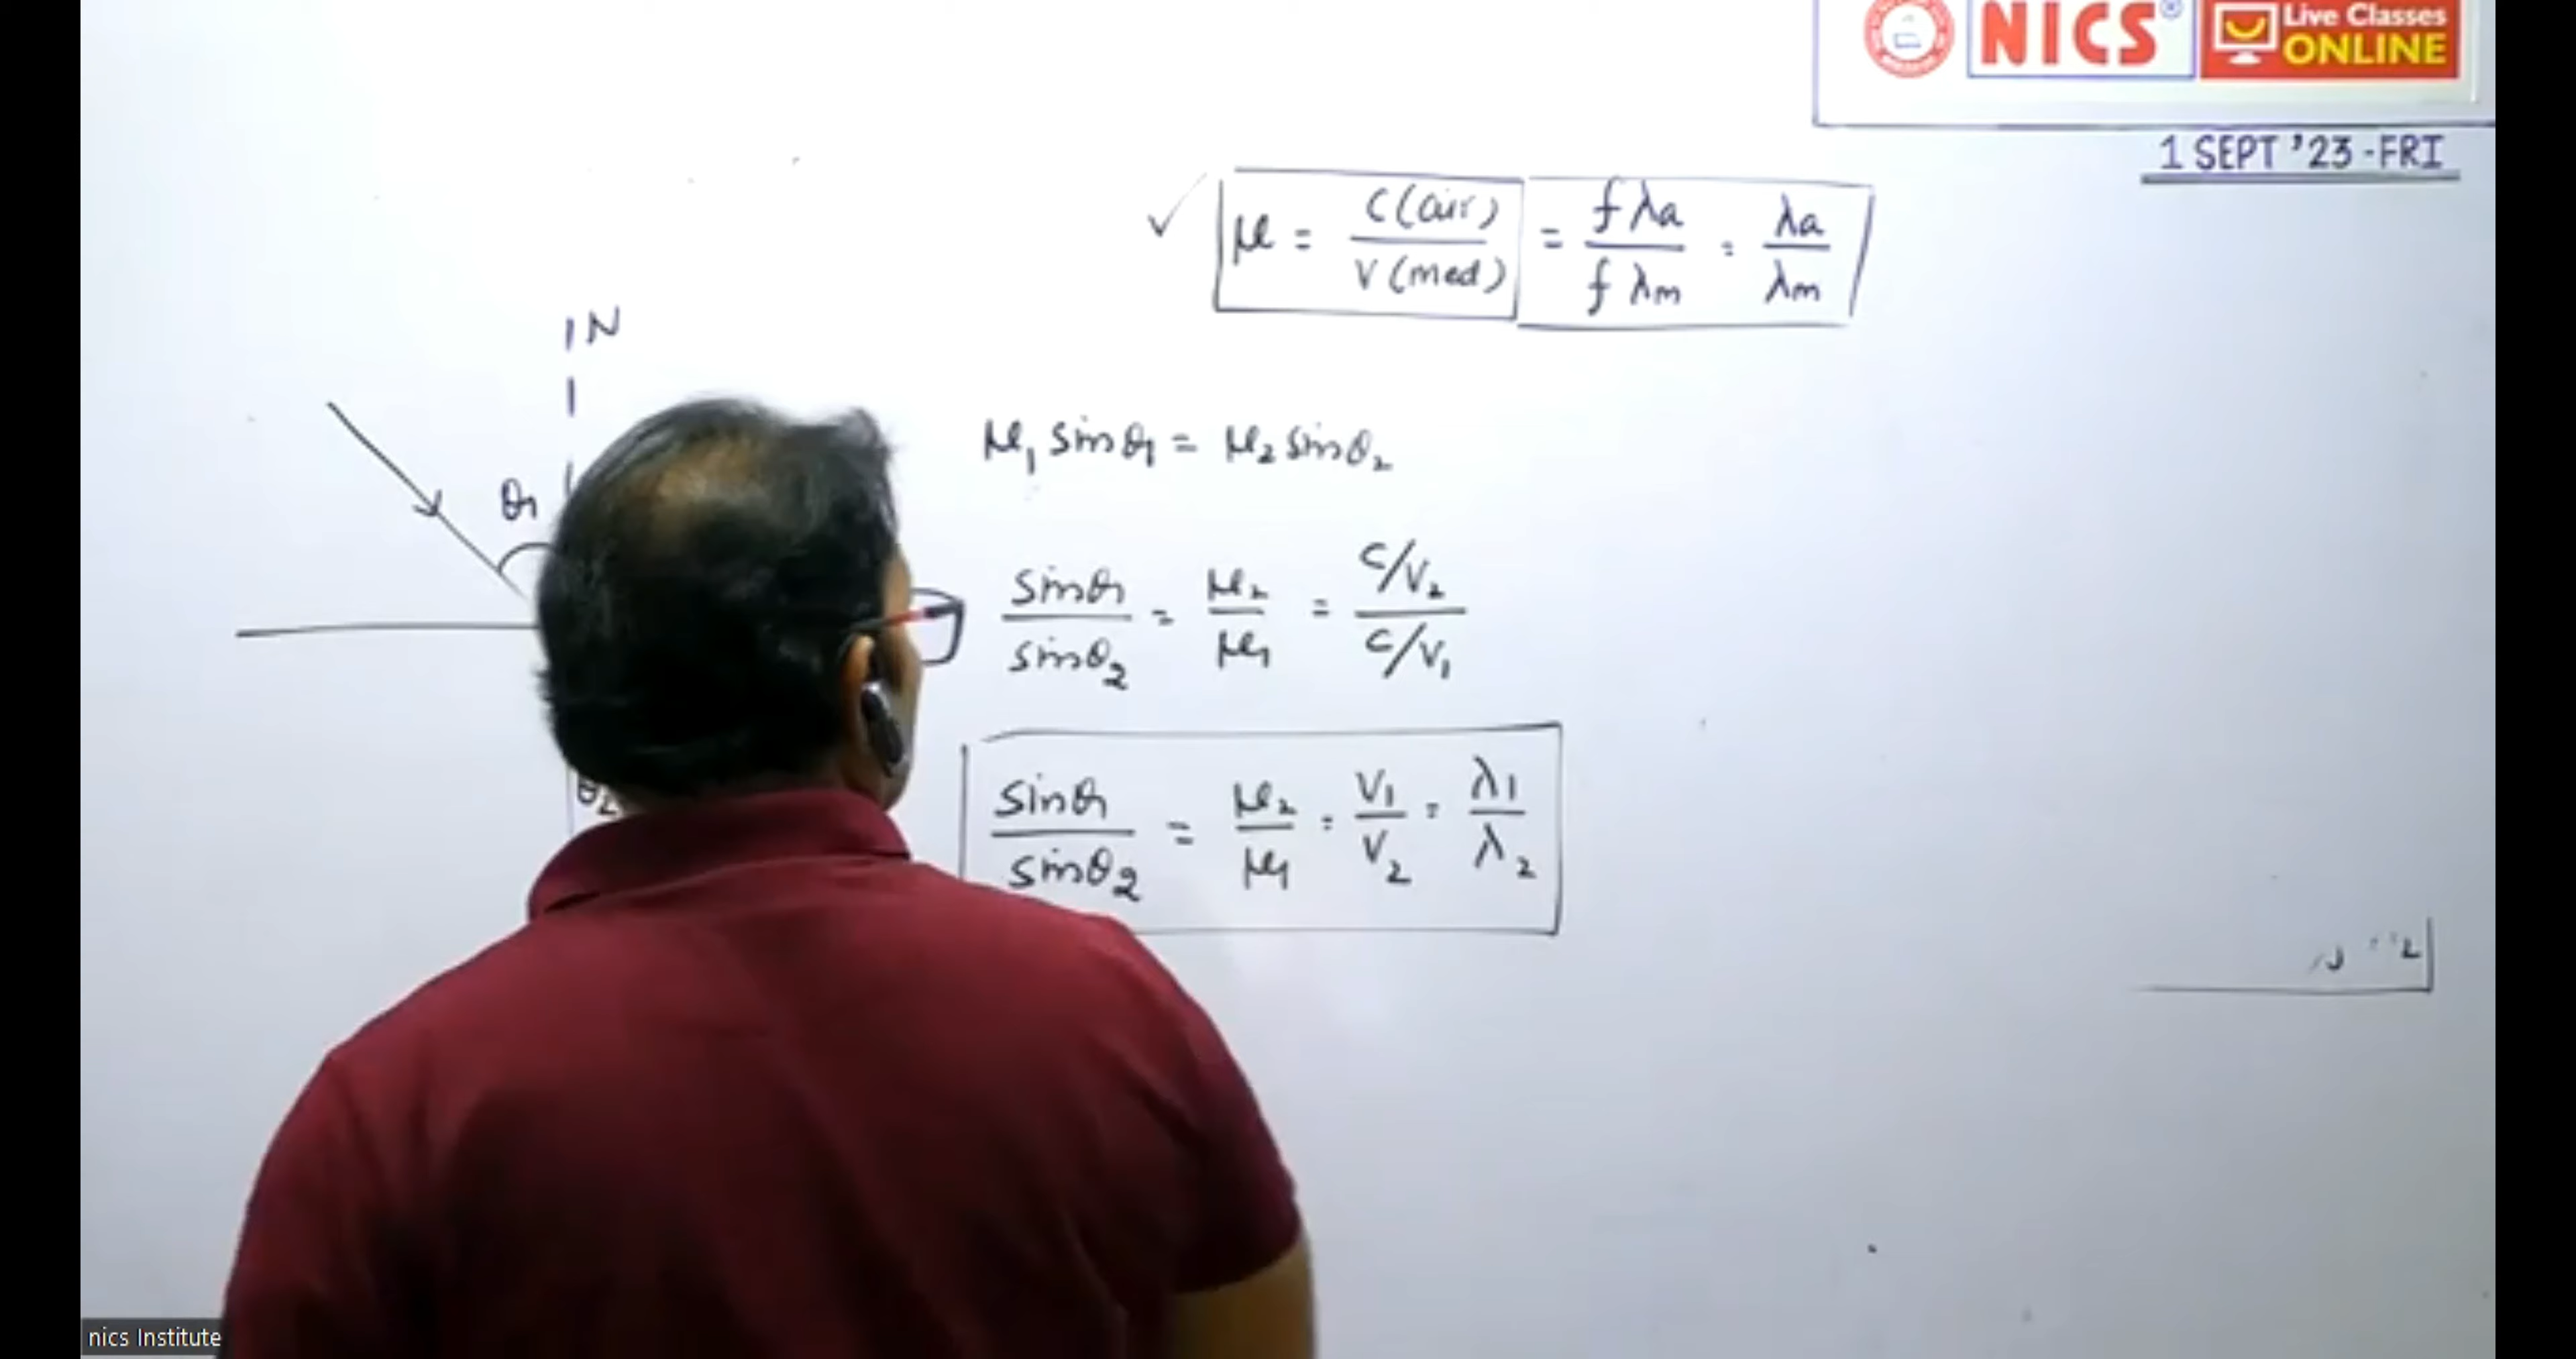 NICS®
Live Classes
ONLINE
1 SEPT '23 - FRI
✓ μ = C(air) / V(med) = fλa / fλm = λa / λm
N
θ1
μ1 sinθ1 = μ2 sinθ2
sinθ1 / sinθ2 = μ2 / μ1 = C/V2 / C/V1
θ2
sinθ1 / sinθ2 = μ2 / μ1 = V1 / V2 = λ1 / λ2
nics Institute